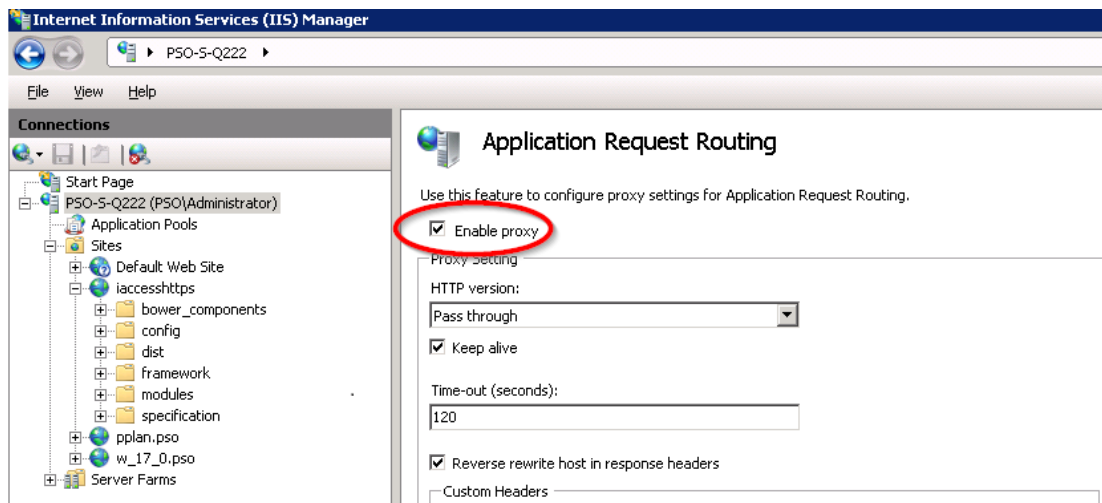 Internet Information Services (IIS) Manager
PSO-S-Q222
File View Help
Connections
Start Page
PSO-S-Q222 (PSO\Administrator)
Application Pools
Sites
Default Web Site
iaccesshttps
bower_components
config
dist
framework
modules
specification
pplan.pso
w_17_0.pso
Server Farms
Application Request Routing
Use this feature to configure proxy settings for Application Request Routing.
Enable proxy
Proxy Setting
HTTP version:
Pass through
Keep alive
Time-out (seconds):
120
Reverse rewrite host in response headers
Custom Headers